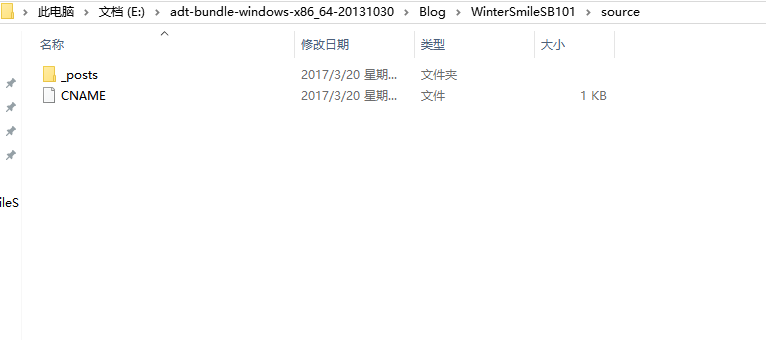 此电脑 > 文档 (E:) > adt-bundle-windows-x86_64-20131030 > Blog > WinterSmileSB101 > source
名称 修改日期 类型 大小
_posts 2017/3/20 星期... 文件夹
CNAME 2017/3/20 星期... 文件 1 KB
ileS